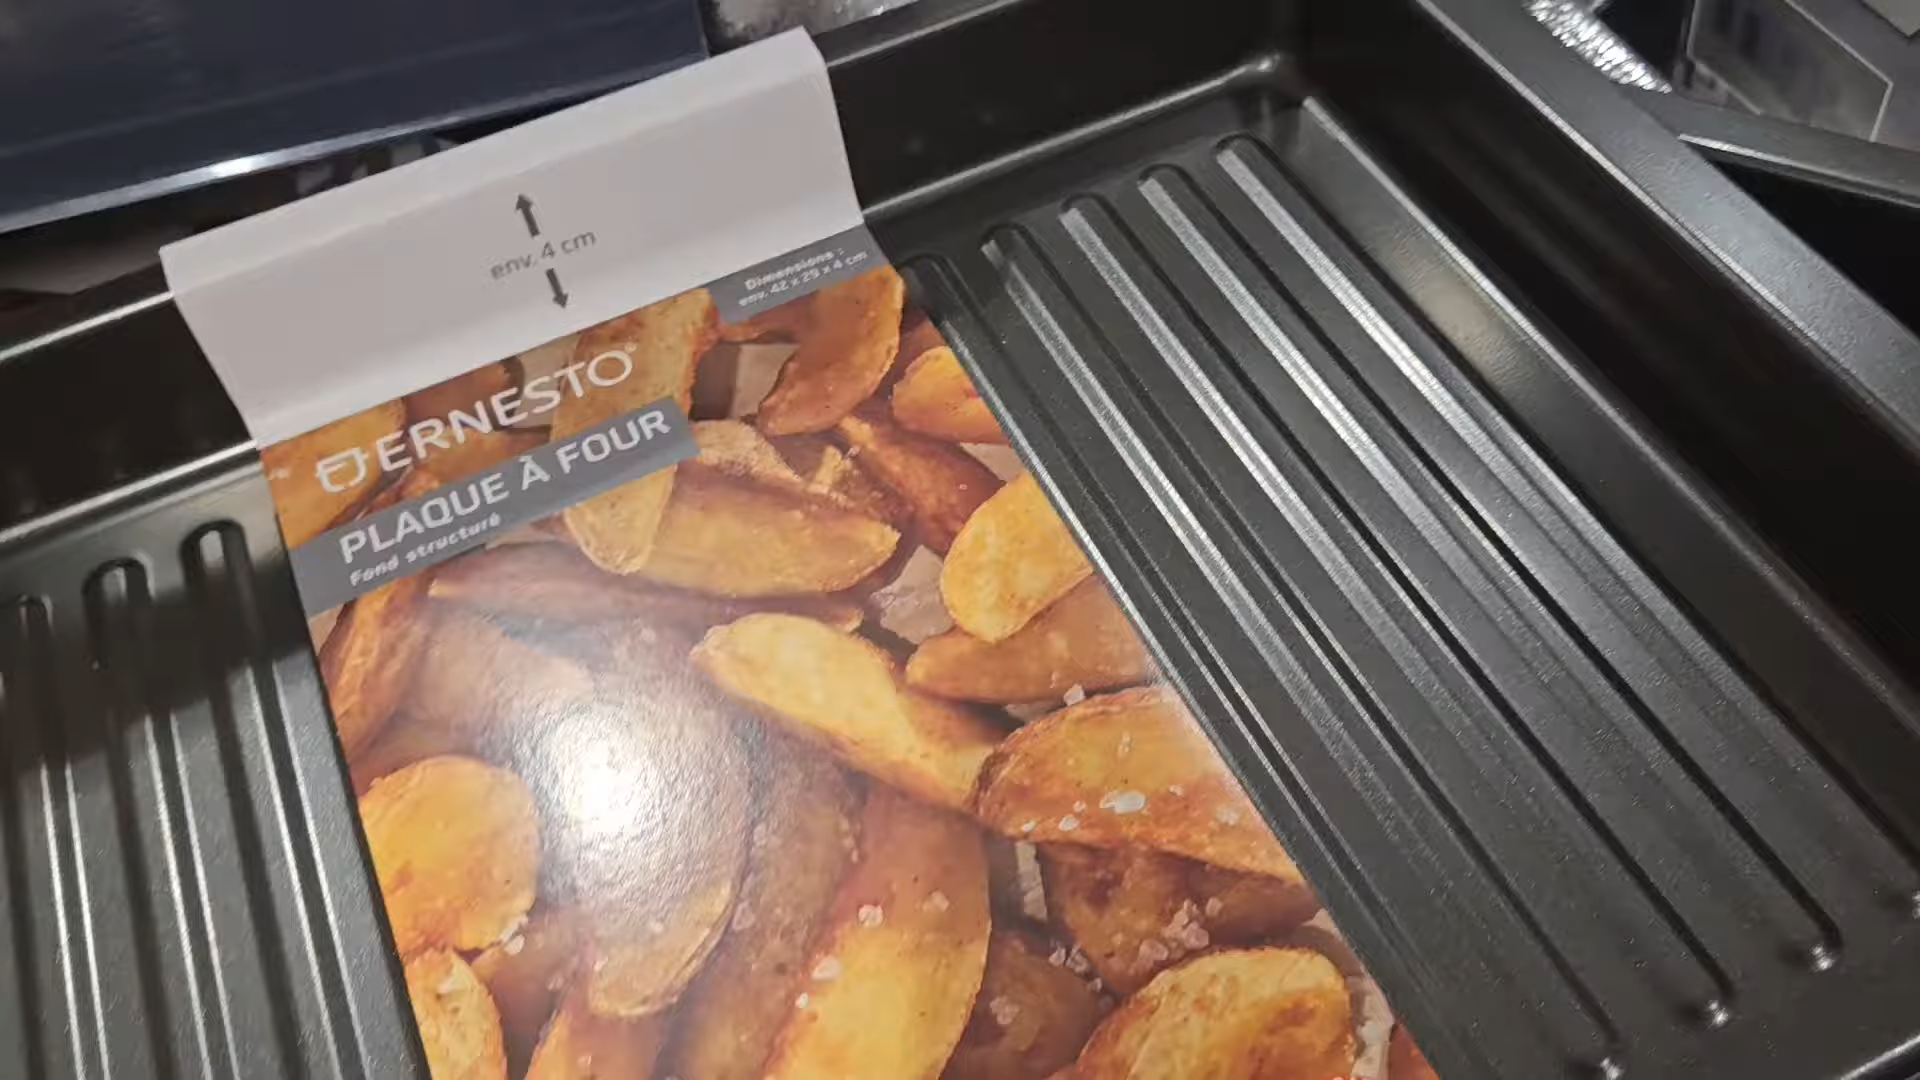 env. 4 cm
Dimensions :
env. 42 x 29 x 4 cm
ERNESTO®
PLAQUE À FOUR
Fond structuré